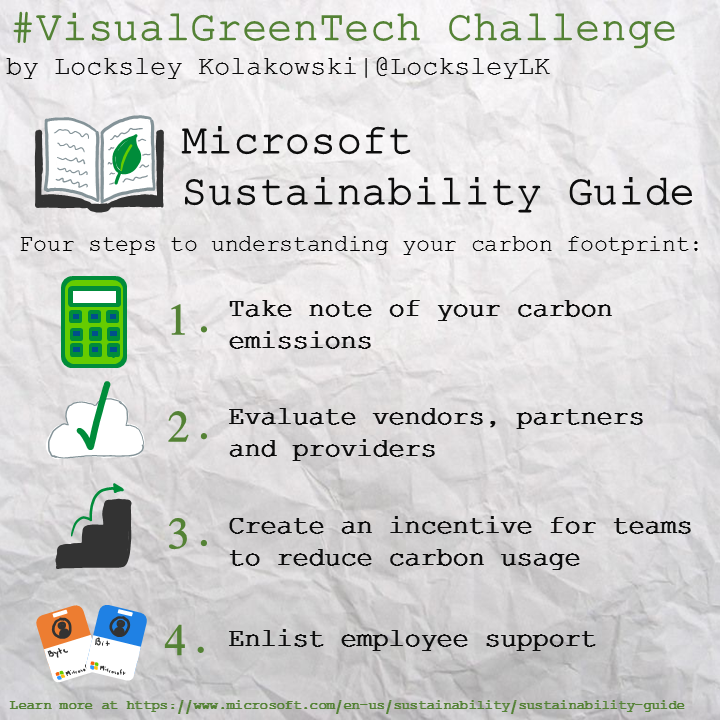 #VisualGreenTech Challenge
by Locksley Kolakowski|@LocksleyLK
Microsoft
Sustainability Guide
Four steps to understanding your carbon footprint:
1. Take note of your carbon
emissions
2. Evaluate vendors, partners
and providers
3. Create an incentive for teams
to reduce carbon usage
4. Enlist employee support
Byte
Microso
Bit
Microsoft
Learn more at https://www.microsoft.com/en-us/sustainability/sustainability-guide